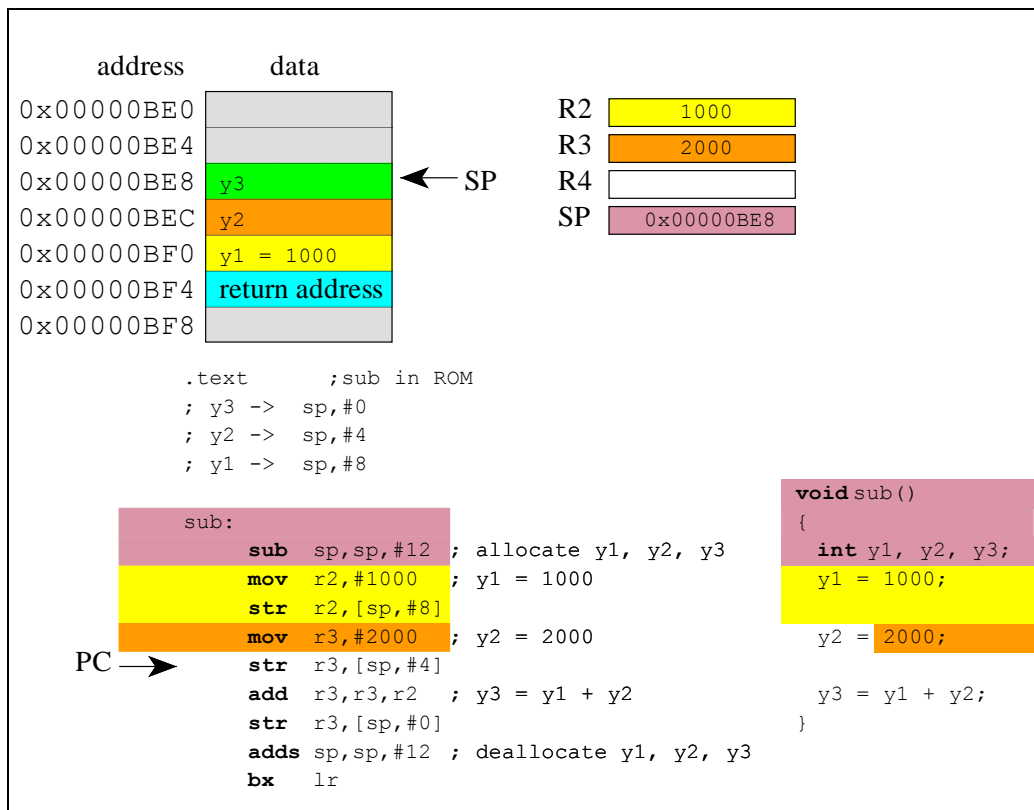 address data
0x00000BE0
0x00000BE4
0x00000BE8 y3
0x00000BEC y2
0x00000BF0 y1 = 1000
0x00000BF4 return address
0x00000BF8
SP
R2 1000
R3 2000
R4
SP 0x00000BE8
.text ;sub in ROM
; y3 -> sp,#0
; y2 -> sp,#4
; y1 -> sp,#8
sub:
sub sp,sp,#12 ; allocate y1, y2, y3
mov r2,#1000 ; y1 = 1000
str r2,[sp,#8]
mov r3,#2000 ; y2 = 2000
PC
str r3,[sp,#4]
add r3,r3,r2 ; y3 = y1 + y2
str r3,[sp,#0]
adds sp,sp,#12 ; deallocate y1, y2, y3
bx lr
void sub()
{
int y1, y2, y3;
y1 = 1000;
y2 = 2000;
y3 = y1 + y2;
}